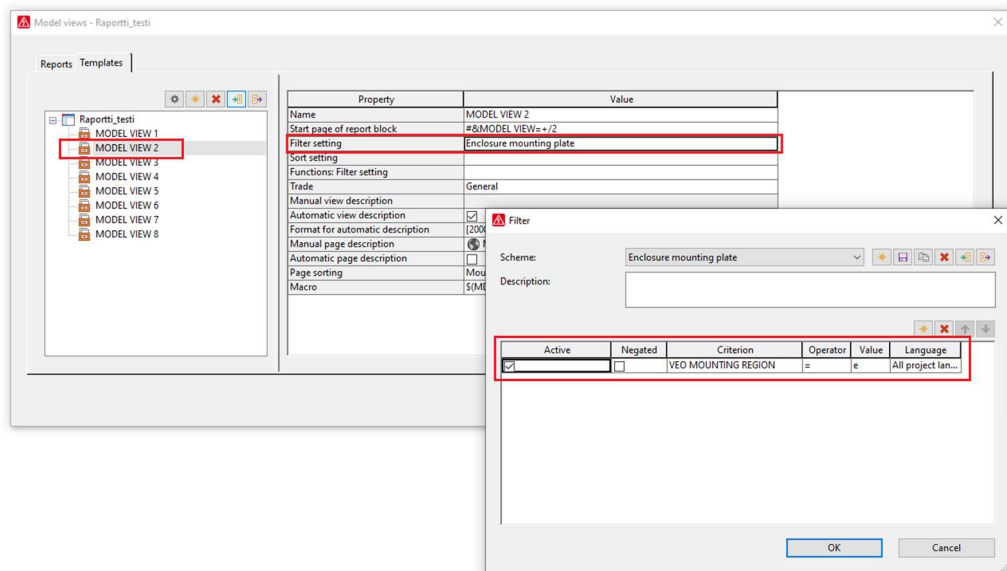 Model views - Raportti_testi
Reports Templates
Raportti_testi
MODEL VIEW 1
MODEL VIEW 2
MODEL VIEW 3
MODEL VIEW 4
MODEL VIEW 5
MODEL VIEW 6
MODEL VIEW 7
MODEL VIEW 8
Property Value
Name MODEL VIEW 2
Start page of report block #&MODEL VIEW=+/2
Filter setting Enclosure mounting plate
Sort setting
Functions: Filter setting
Trade General
Manual view description
Automatic view description
Format for automatic description
Manual page description
Automatic page description
Page sorting
Macro
Filter
Scheme: Enclosure mounting plate
Description:
Active Negated Criterion Operator Value Language
VEO MOUNTING REGION = e All project lan...
OK Cancel